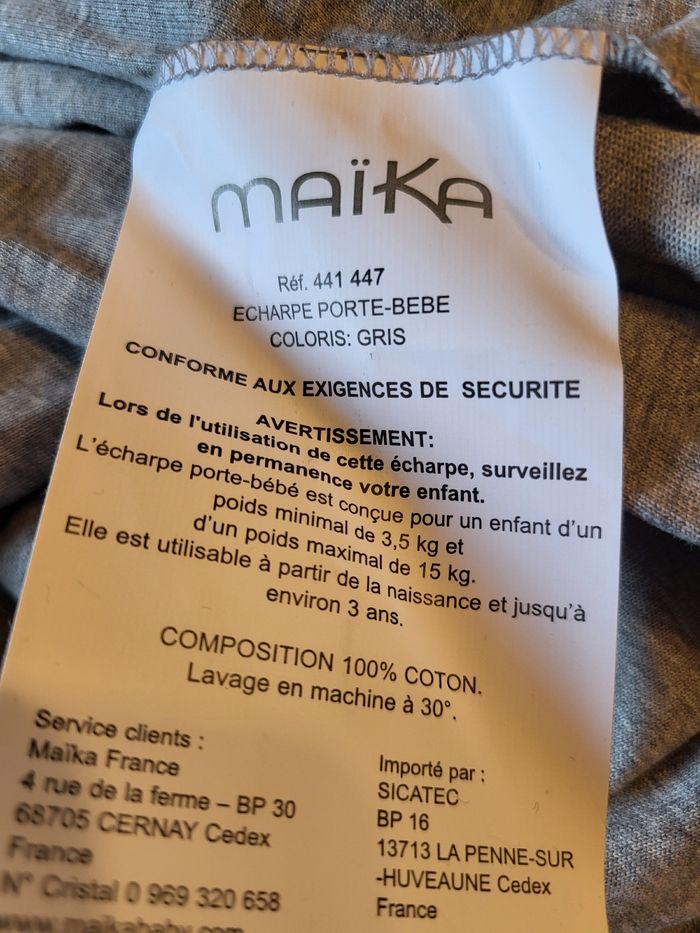 maïka
Réf. 441 447
ECHARPE PORTE-BEBE
COLORIS: GRIS
CONFORME AUX EXIGENCES DE SECURITE
AVERTISSEMENT:
Lors de l'utilisation de cette écharpe, surveillez
en permanence votre enfant.
L'écharpe porte-bébé est conçue pour un enfant d'un
poids minimal de 3,5 kg et
d'un poids maximal de 15 kg.
Elle est utilisable à partir de la naissance et jusqu'à
environ 3 ans.
COMPOSITION 100% COTON.
Lavage en machine à 30°.
Service clients :
Maïka France
4 rue de la ferme – BP 30
68705 CERNAY Cedex
France
N° Cristal 0 969 320 658
www.maikababy.com
Importé par :
SICATEC
BP 16
13713 LA PENNE-SUR
-HUVEAUNE Cedex
France